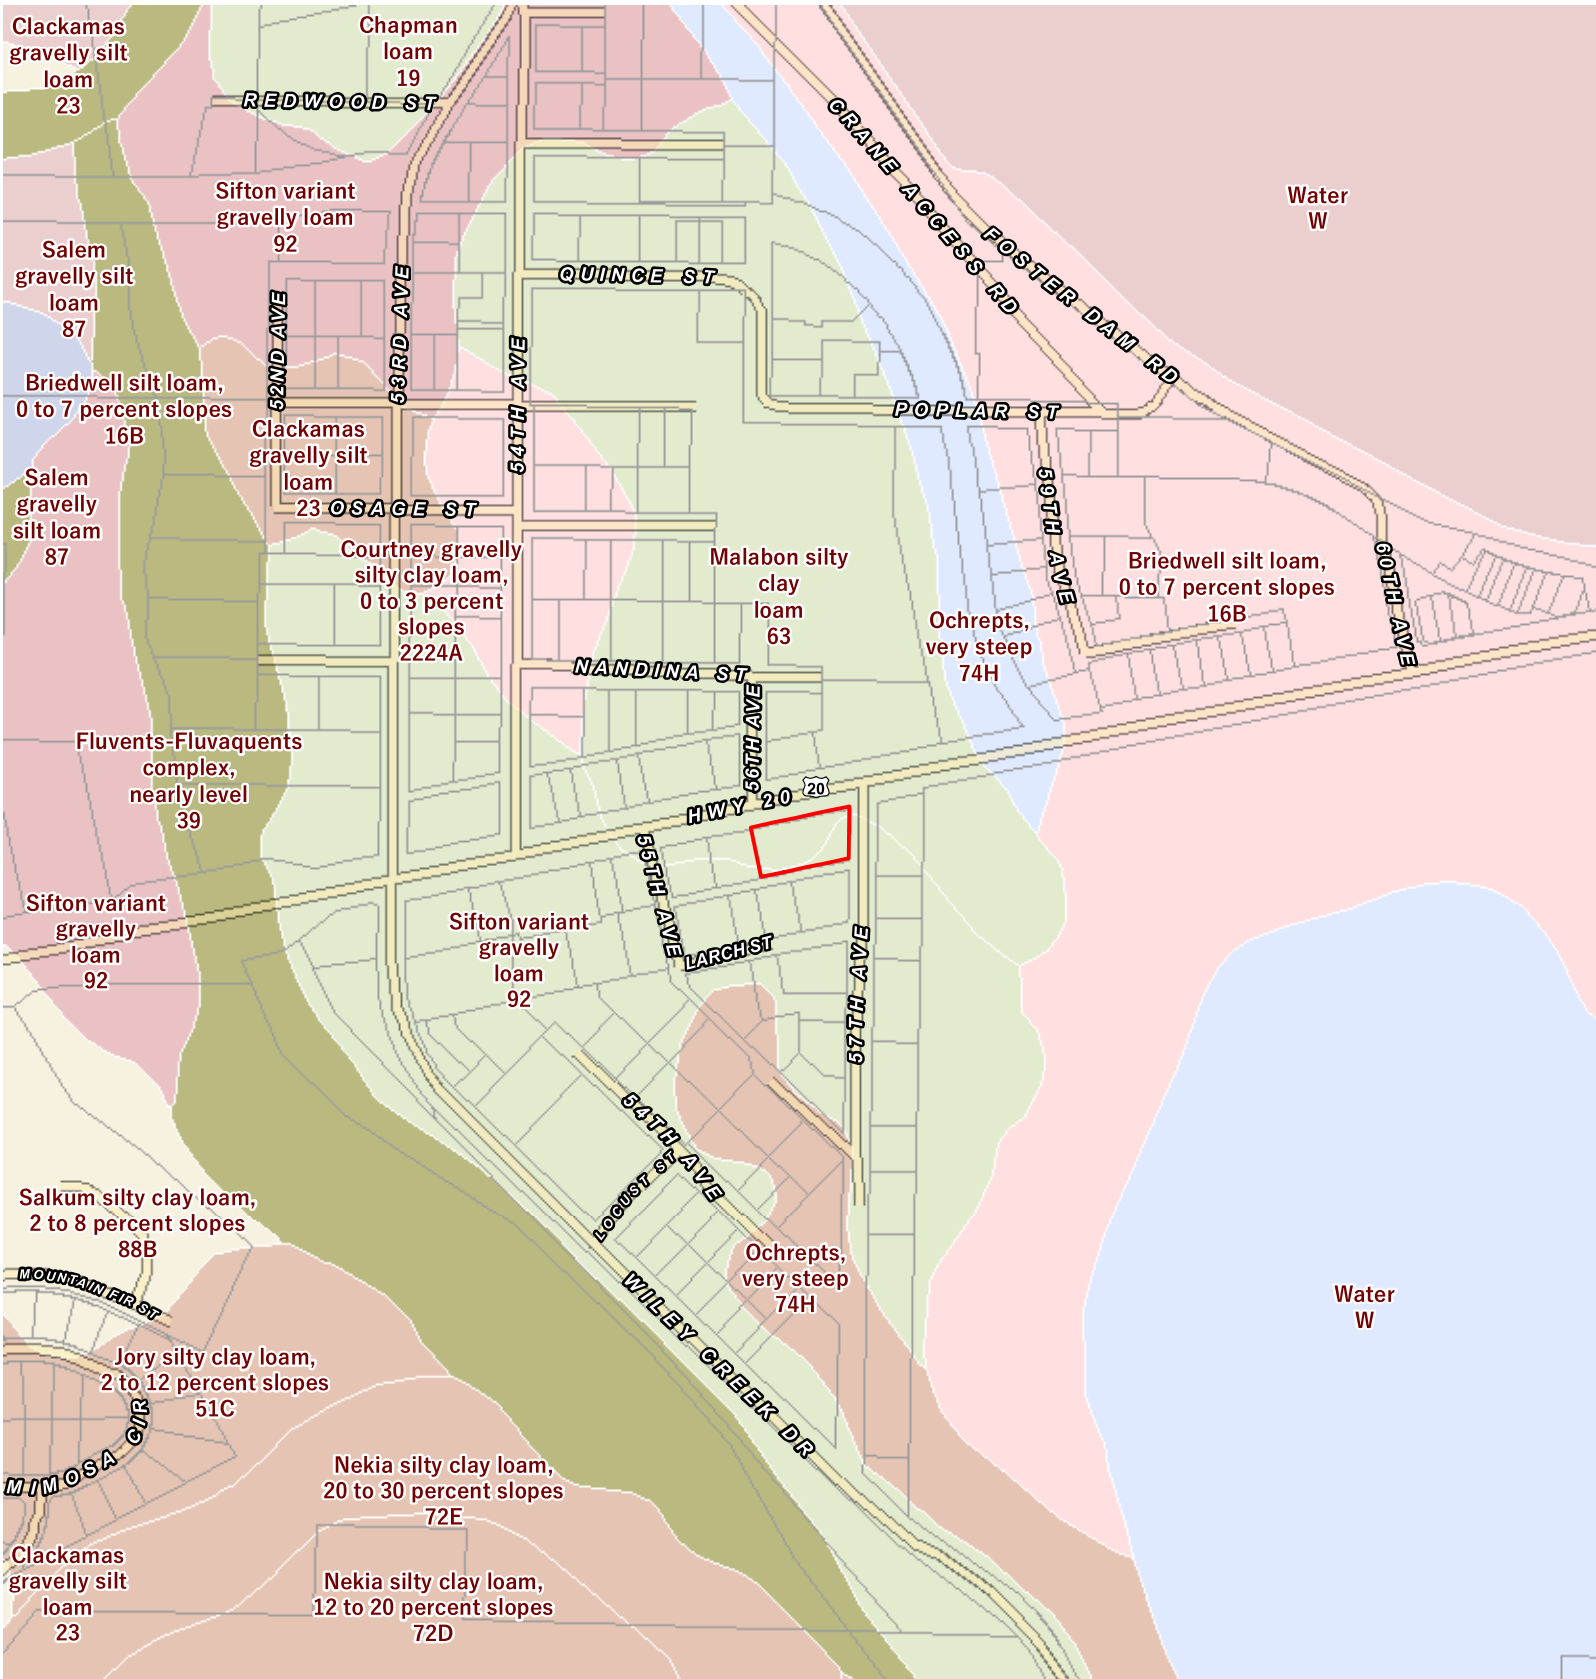 Clackamas
gravelly silt
loam
23
Chapman
loam
19
REDWOOD ST
CRANE ACCESS RD
Sifton variant
gravelly loam
92
Water
W
Salem
gravelly silt
loam
87
FOSTER DAM RD
QUINCE ST
52ND AVE
53RD AVE
54TH AVE
Briedwell silt loam,
0 to 7 percent slopes
16B
POPLAR ST
Clackamas
gravelly silt
loam
23
Salem
gravelly
silt loam
87
OSAGE ST
59TH AVE
Courtney gravelly
silty clay loam,
0 to 3 percent
slopes
2224A
Malabon silty
clay
loam
63
Briedwell silt loam,
0 to 7 percent slopes
16B
60TH AVE
Ochrepts,
very steep
74H
NANDINA ST
56TH AVE
Fluvents-Fluvaquents
complex,
nearly level
39
HWY 20
20
55TH AVE
Sifton variant
gravelly
loam
92
Sifton variant
gravelly
loam
92
LARCH ST
57TH AVE
54TH AVE
LOCUST ST
Salkum silty clay loam,
2 to 8 percent slopes
88B
MOUNTAIN FIR ST
Ochrepts,
very steep
74H
Water
W
WILEY CREEK DR
Jory silty clay loam,
2 to 12 percent slopes
51C
MIMOSA CIR
Nekia silty clay loam,
20 to 30 percent slopes
72E
Clackamas
gravelly silt
loam
23
Nekia silty clay loam,
12 to 20 percent slopes
72D